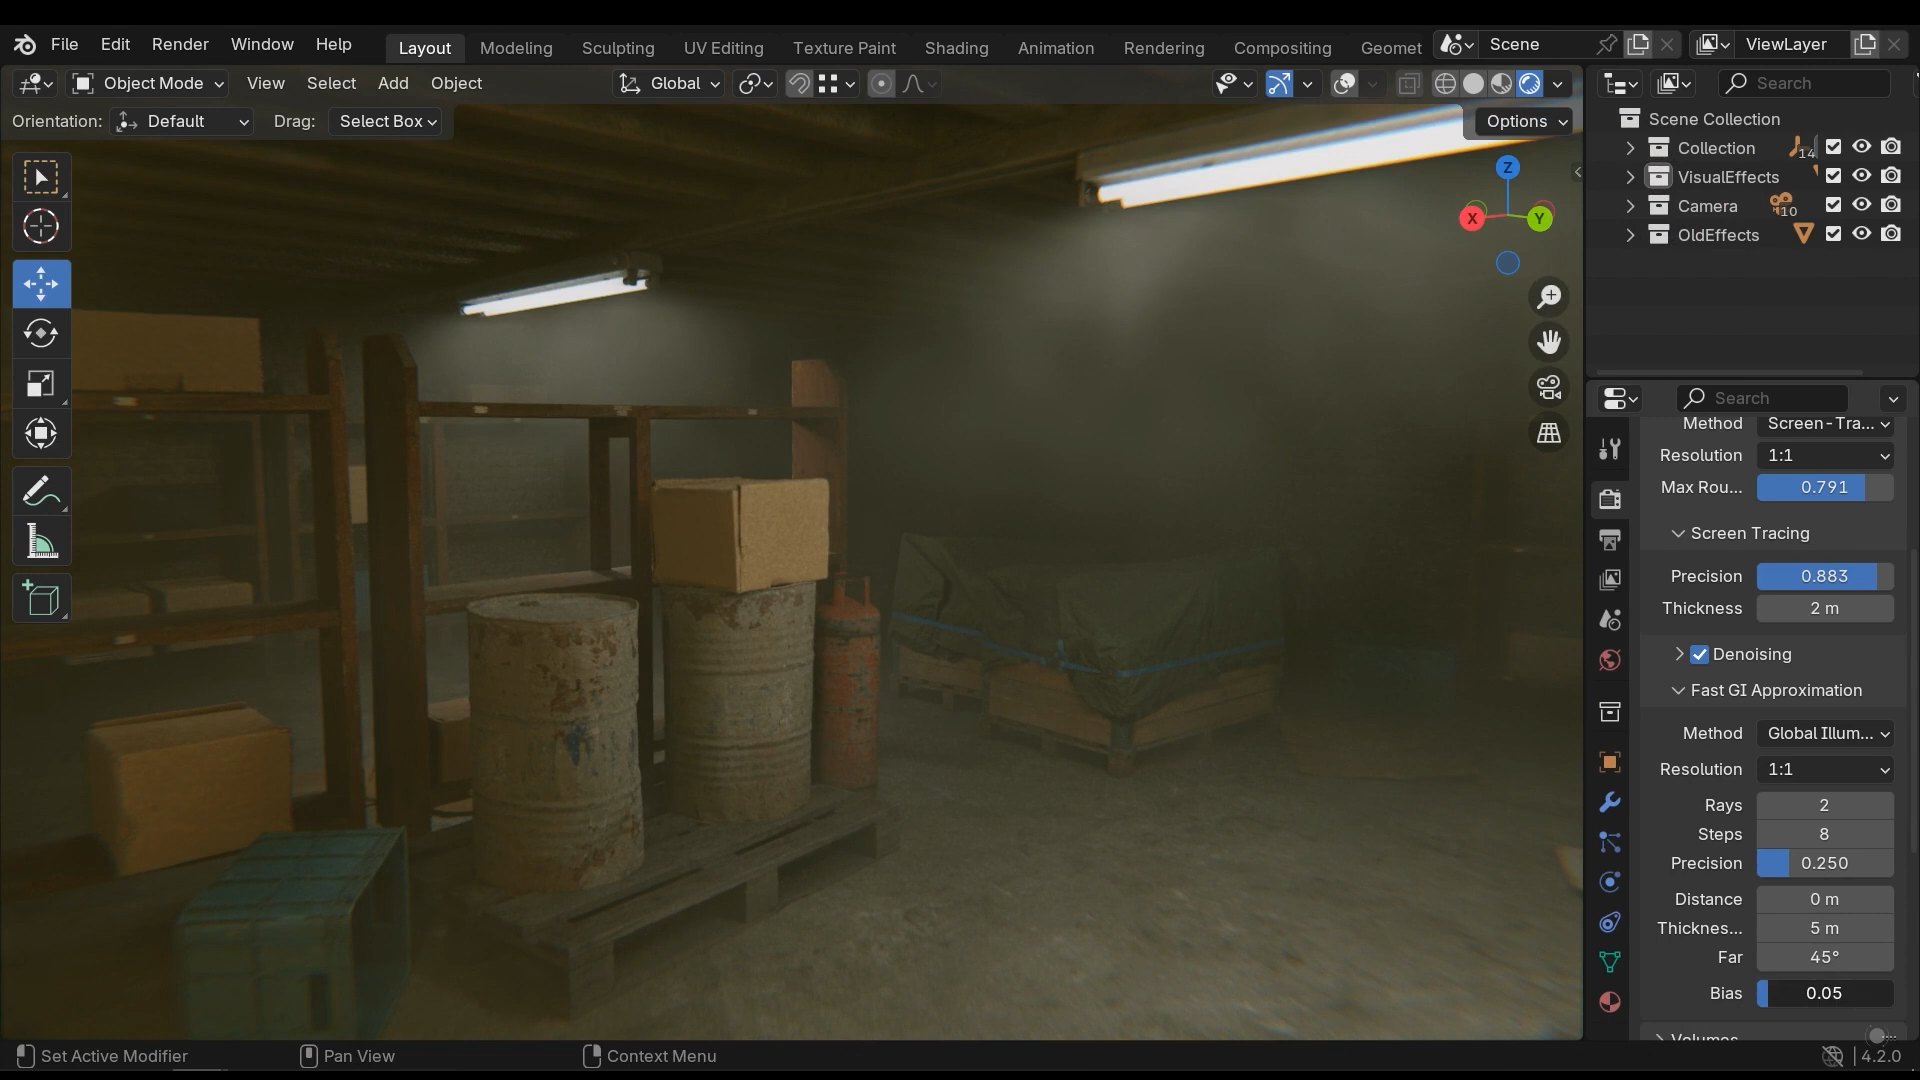 File Edit Render Window Help Layout Modeling Sculpting UV Editing Texture Paint Shading Animation Rendering Compositing Geomet Scene ViewLayer
Object Mode View Select Add Object Global Search
Orientation: Default Drag: Select Box Options
Scene Collection
Collection 14
VisualEffects
Camera 10
OldEffects
Z
X Y
Search
Method Screen-Tra...
Resolution 1:1
Max Rou... 0.791
Screen Tracing
Precision 0.883
Thickness 2 m
Denoising
Fast GI Approximation
Method Global Illum...
Resolution 1:1
Rays 2
Steps 8
Precision 0.250
Distance 0 m
Thicknes... 5 m
Far 45°
Bias 0.05
Volumes
Set Active Modifier Pan View Context Menu 4.2.0